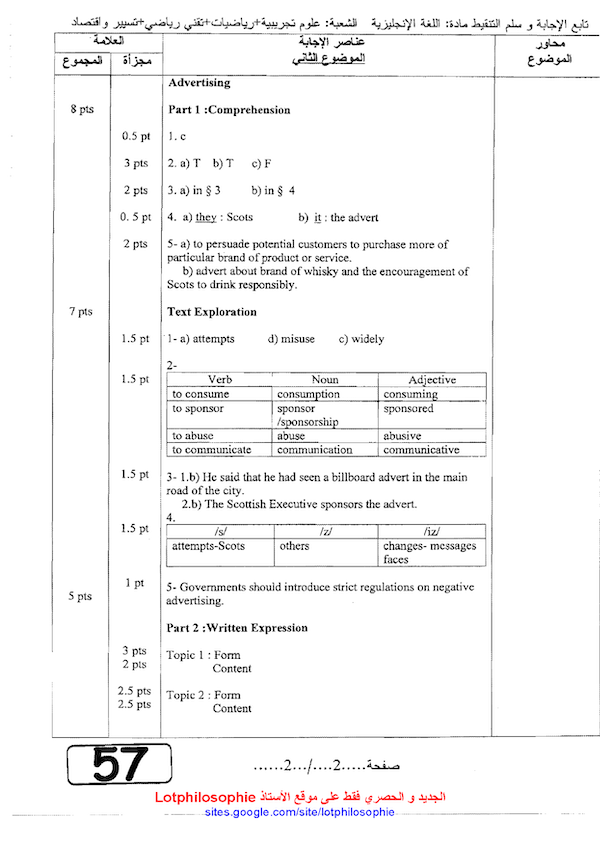 تابع الإجابة و سلم التنقيط مادة: اللغة الإنجليزية الشعبة: علوم تجريبية+رياضيات+تقني رياضي+تسيير واقتصاد
محاور الموضوع
عناصر الإجابة
الموضوع الثاني
العلامة
مجزأة المجموع
Advertising
8 pts Part 1 :Comprehension
0.5 pt 1. c
3 pts 2. a) T b) T c) F
2 pts 3. a) in § 3 b) in § 4
0. 5 pt 4. a) they : Scots b) it : the advert
2 pts 5- a) to persuade potential customers to purchase more of
particular brand of product or service.
b) advert about brand of whisky and the encouragement of
Scots to drink responsibly.
7 pts Text Exploration
1.5 pt 1- a) attempts d) misuse c) widely
2-
1.5 pt Verb Noun Adjective
to consume consumption consuming
to sponsor sponsor sponsored
/sponsorship
to abuse abuse abusive
to communicate communication communicative
1.5 pt 3- 1.b) He said that he had seen a billboard advert in the main
road of the city.
2.b) The Scottish Executive sponsors the advert.
4.
1.5 pt /s/ /z/ /iz/
attempts-Scots others changes- messages
faces
1 pt 5- Governments should introduce strict regulations on negative
5 pts advertising.
Part 2 :Written Expression
3 pts Topic 1 : Form
2 pts Content
2.5 pts Topic 2 : Form
2.5 pts Content
57
صفحة.....2..../...2......
الجديد و الحصري فقط على موقع الأستاذ Lotphilosophie
sites.google.com/site/lotphilosophie